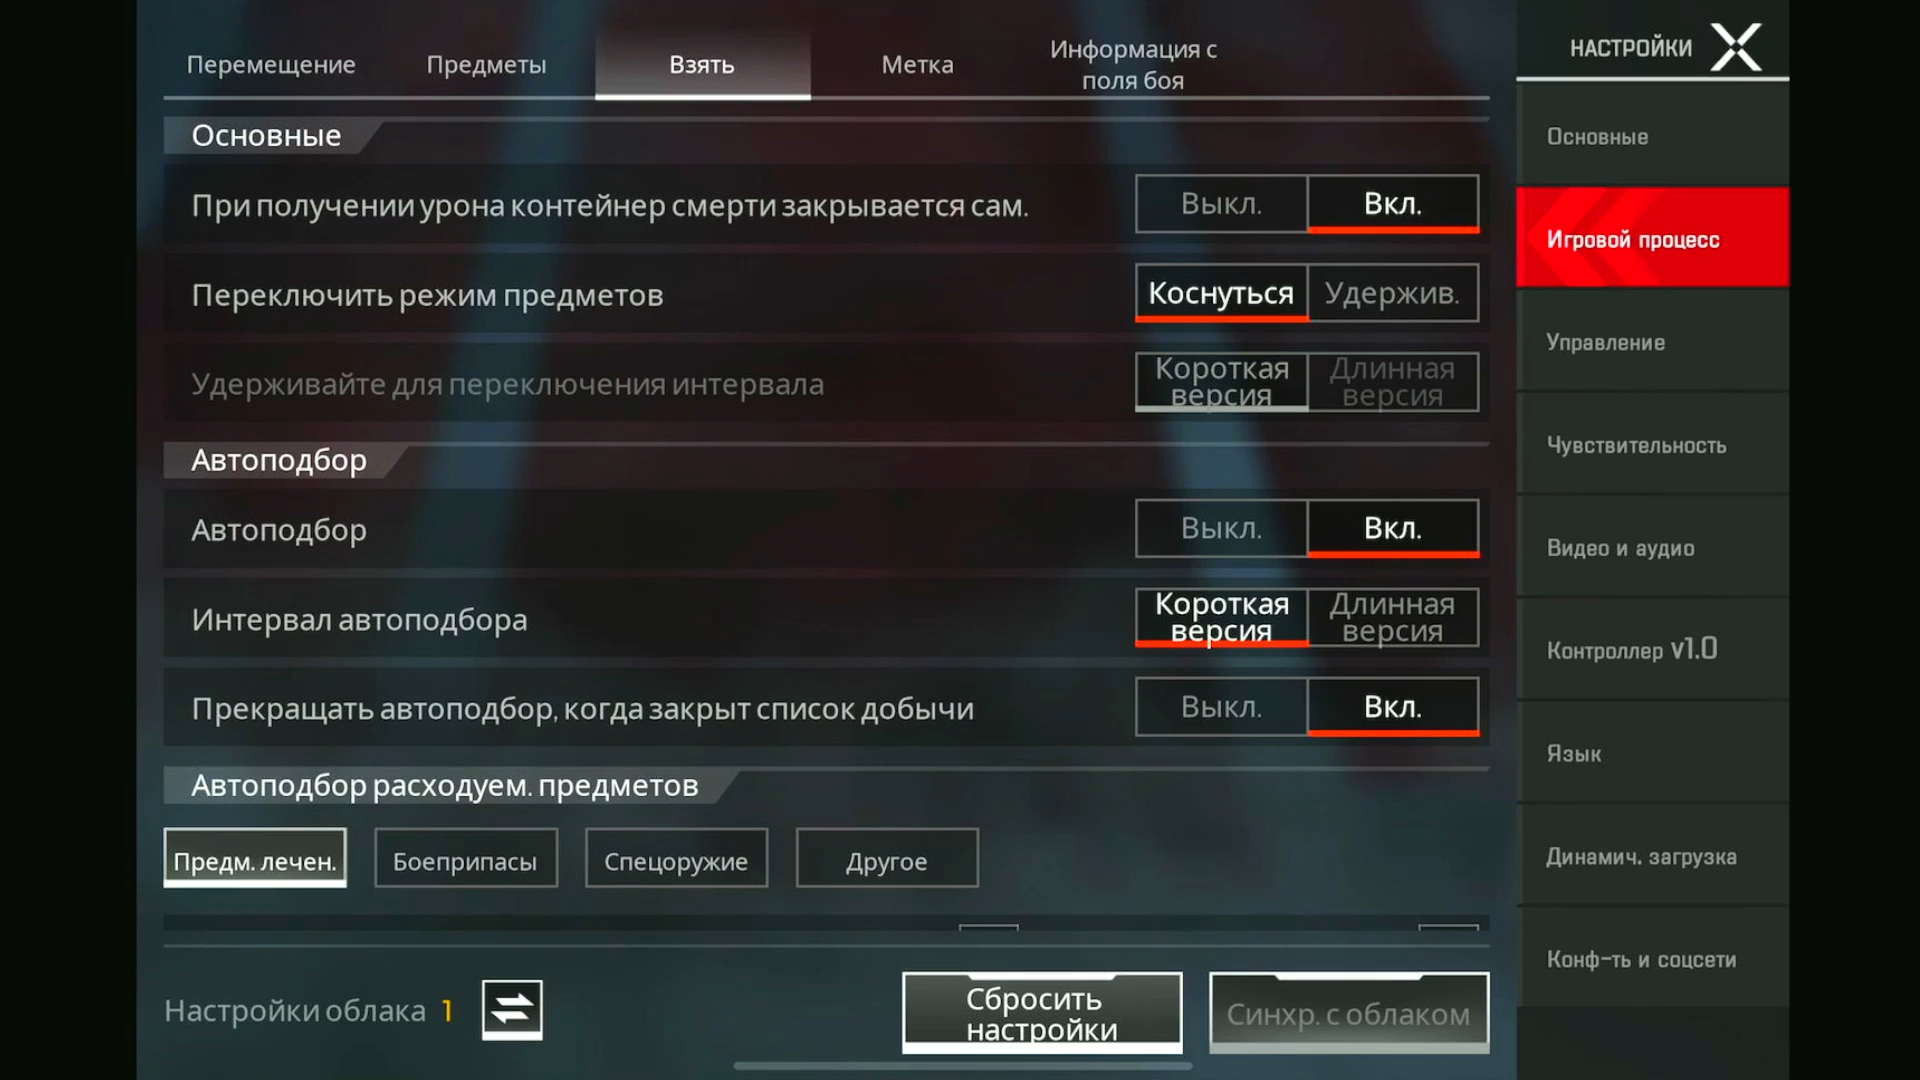 Перемещение
Предметы
Взять
Метка
Информация с
поля боя
НАСТРОЙКИ
Основные
При получении урона контейнер смерти закрывается сам.
Выкл.
Вкл.
Переключить режим предметов
Коснуться
Удержив.
Удерживайте для переключения интервала
Короткая
версия
Длинная
версия
Автоподбор
Автоподбор
Выкл.
Вкл.
Интервал автоподбора
Короткая
версия
Длинная
версия
Прекращать автоподбор, когда закрыт список добычи
Выкл.
Вкл.
Автоподбор расходуем. предметов
Предм. лечен.
Боеприпасы
Спецоружие
Другое
Настройки облака 1
Сбросить
настройки
Синхр. с облаком
Основные
Игровой процесс
Управление
Чувствительность
Видео и аудио
Контроллер v1.0
Язык
Динамич. загрузка
Конф-ть и соцсети